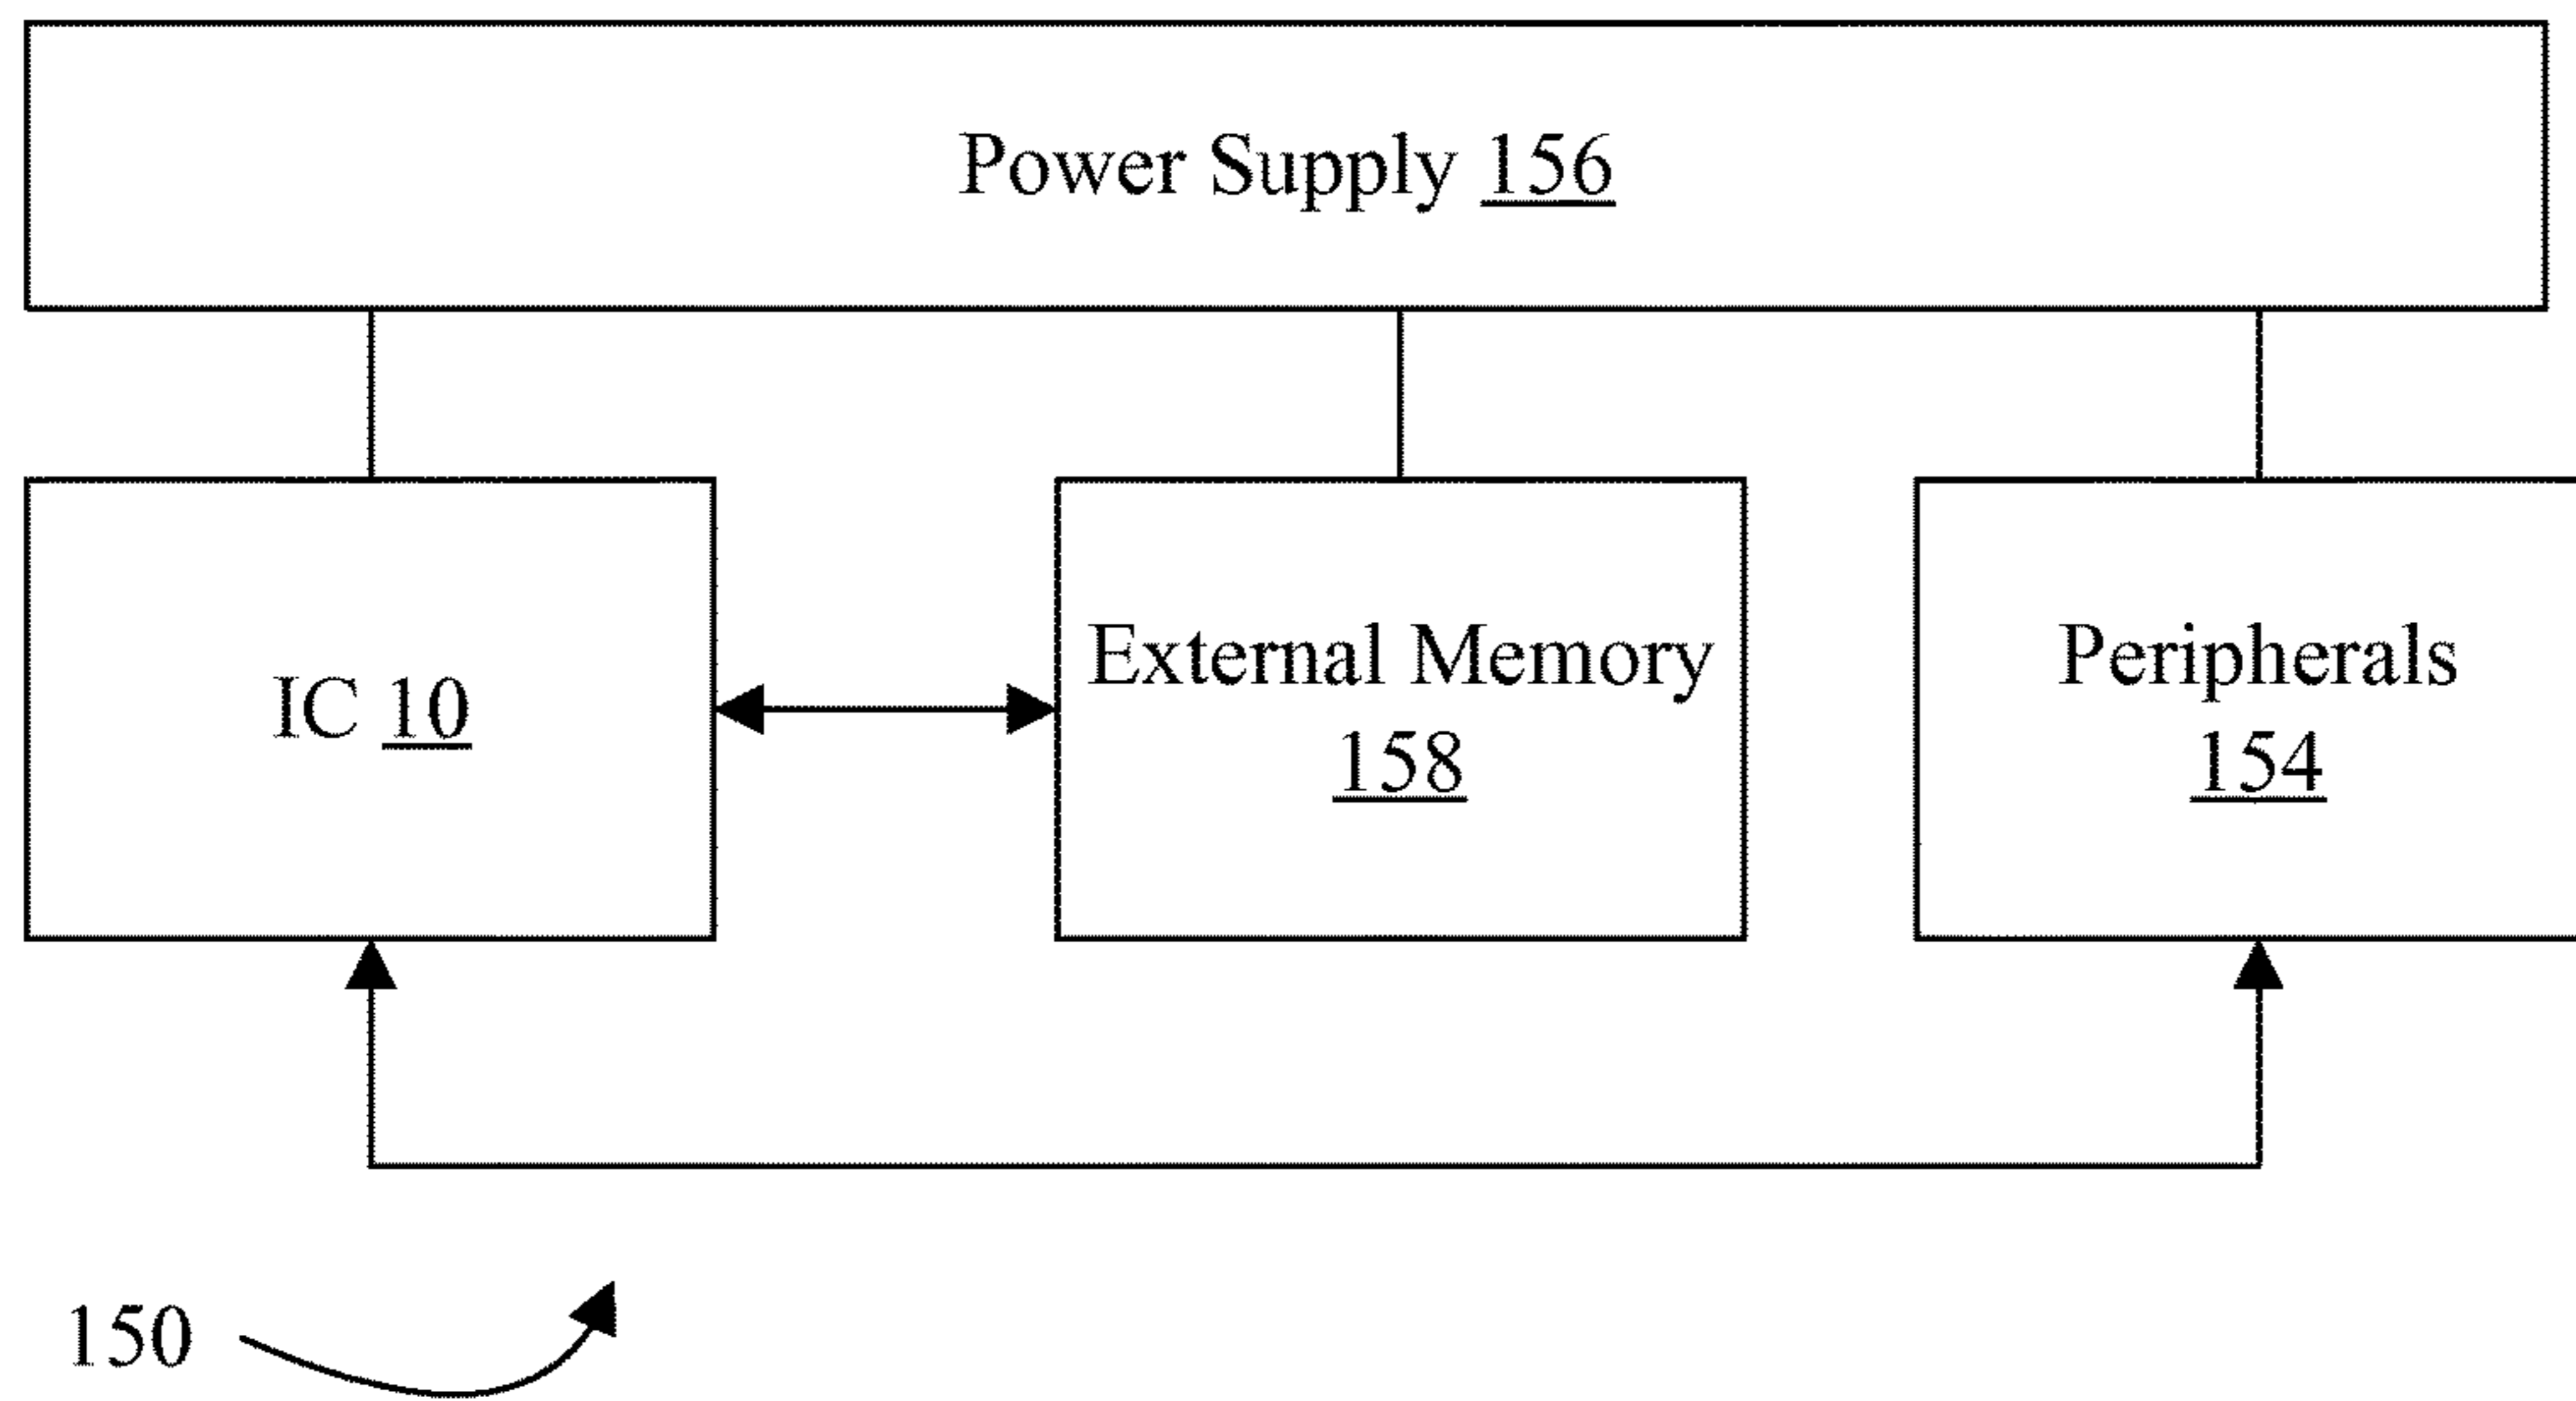 Power Supply 156
IC 10
External Memory
158
Peripherals
154
150